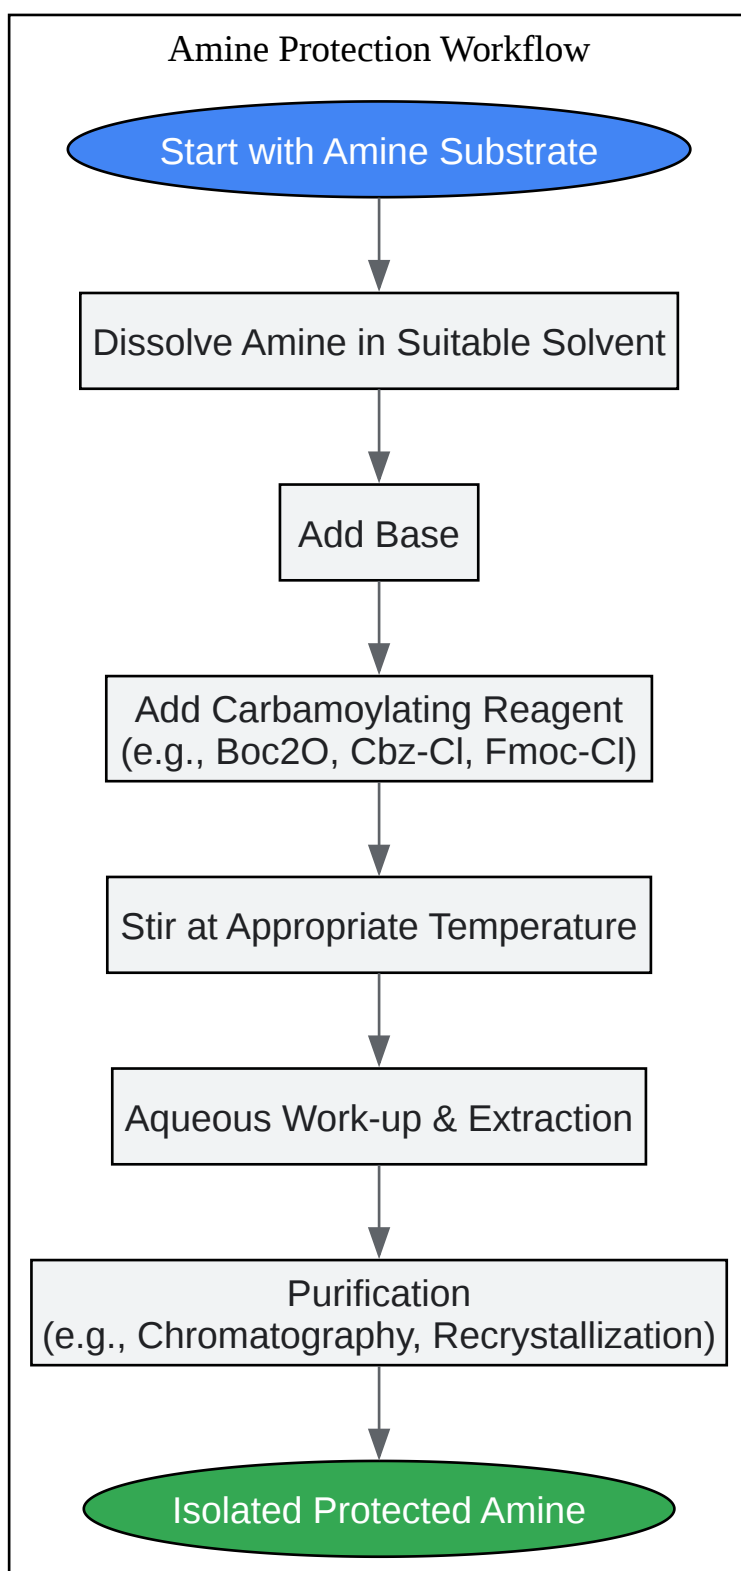 Amine Protection Workflow
Start with Amine Substrate
Dissolve Amine in Suitable Solvent
Add Base
Add Carbamoylating Reagent
(e.g., Boc2O, Cbz-Cl, Fmoc-Cl)
Stir at Appropriate Temperature
Aqueous Work-up & Extraction
Purification
(e.g., Chromatography, Recrystallization)
Isolated Protected Amine